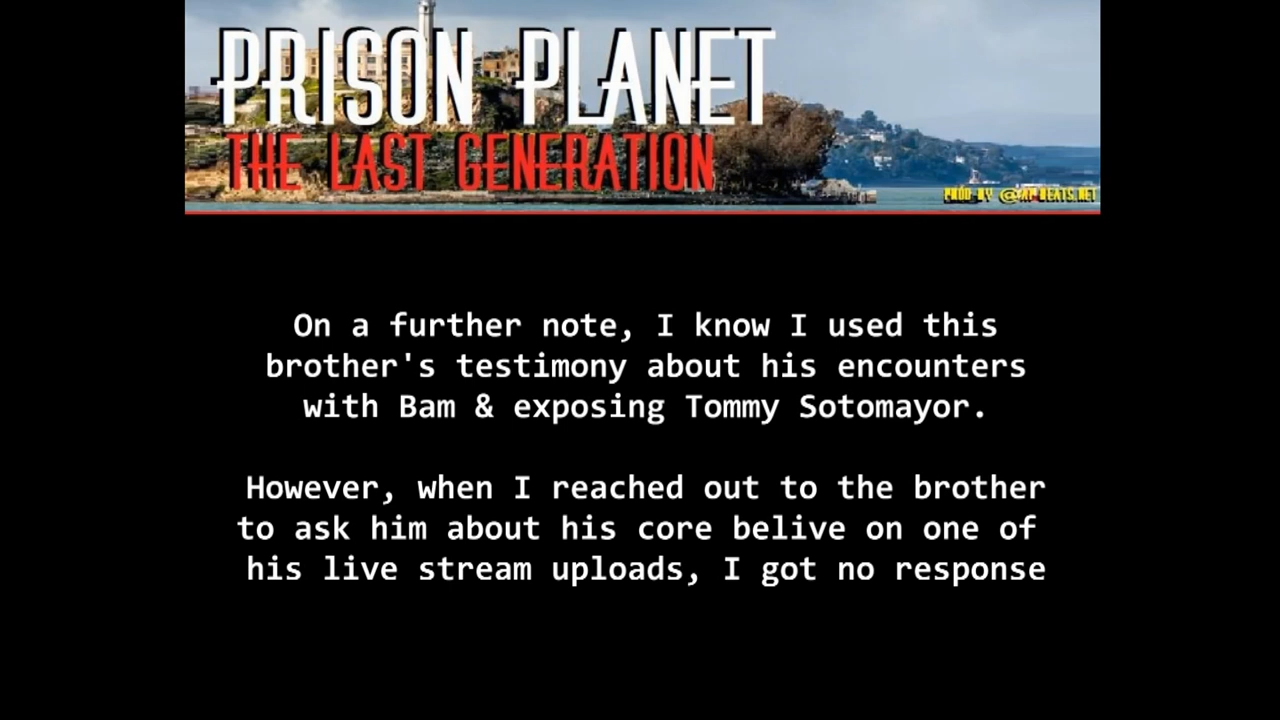 PRISON PLANET
THE LAST GENERATION
PROD BY
On a further note, I know I used this
brother's testimony about his encounters
with Bam & exposing Tommy Sotomayor.
However, when I reached out to the brother
to ask him about his core belive on one of
his live stream uploads, I got no response